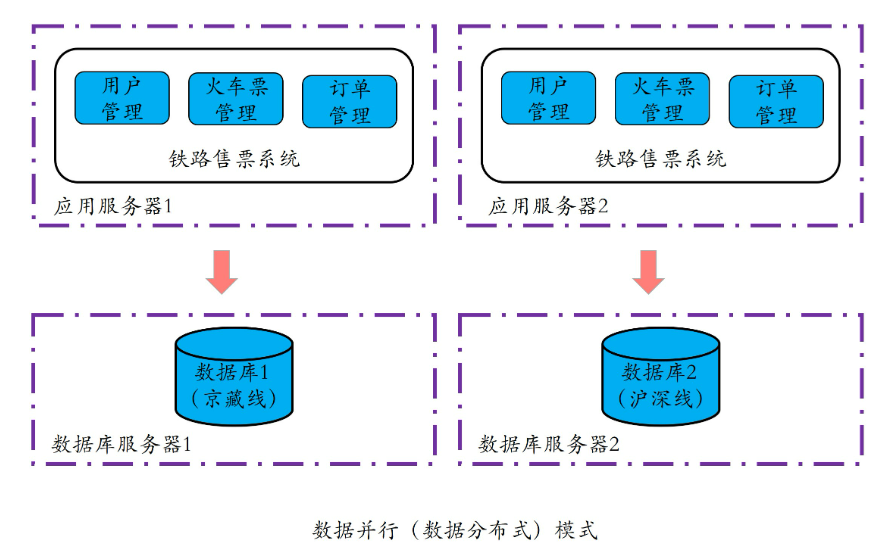 用户
管理
火车票
管理
订单
管理
铁路售票系统
应用服务器1
用户
管理
火车票
管理
订单
管理
铁路售票系统
应用服务器2
数据库1
（京藏线）
数据库服务器1
数据库2
（沪深线）
数据库服务器2
数据并行（数据分布式）模式